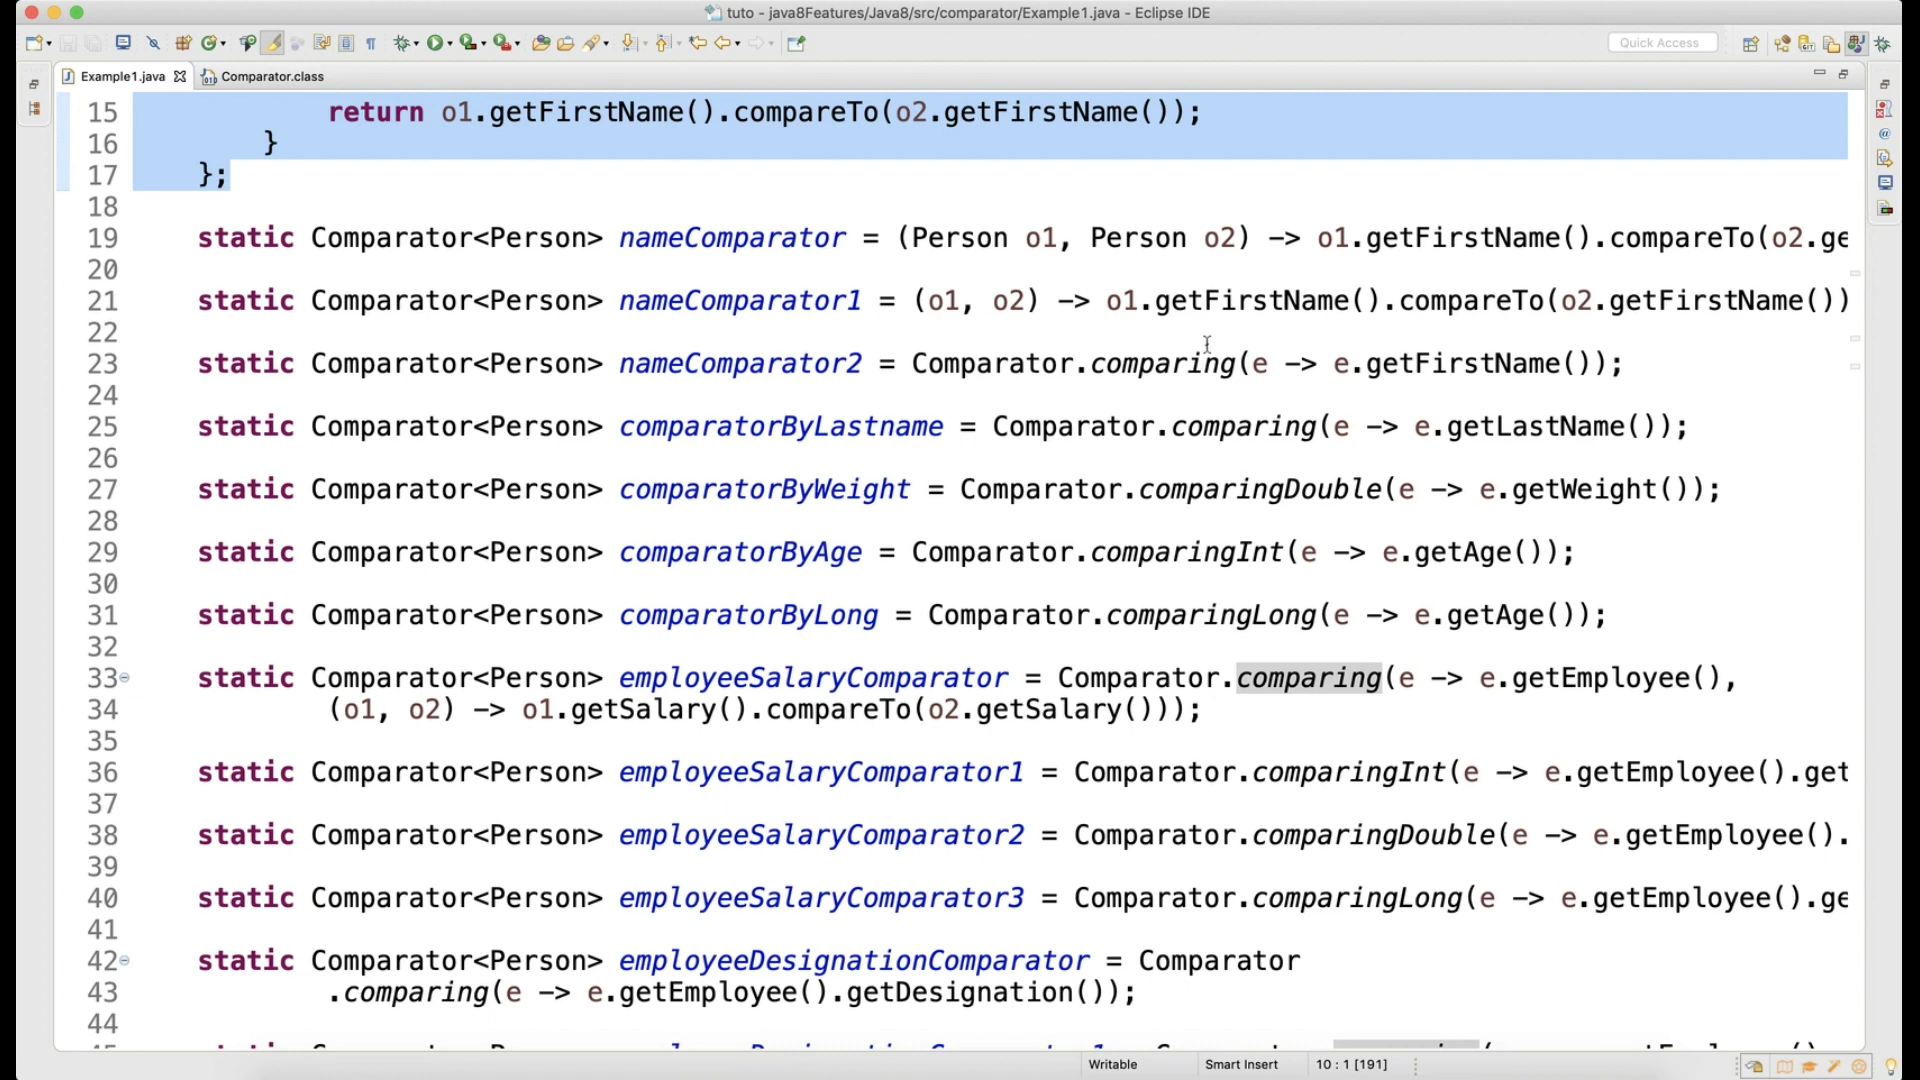 tuto - java8Features/Java8/src/comparator/Example1.java - Eclipse IDE
Quick Access
Example1.java Comparator.class
15 return o1.getFirstName().compareTo(o2.getFirstName());
16 }
17 };
18
19 static Comparator<Person> nameComparator = (Person o1, Person o2) -> o1.getFirstName().compareTo(o2.ge
20
21 static Comparator<Person> nameComparator1 = (o1, o2) -> o1.getFirstName().compareTo(o2.getFirstName())
22
23 static Comparator<Person> nameComparator2 = Comparator.comparing(e -> e.getFirstName());
24
25 static Comparator<Person> comparatorByLastname = Comparator.comparing(e -> e.getLastName());
26
27 static Comparator<Person> comparatorByWeight = Comparator.comparingDouble(e -> e.getWeight());
28
29 static Comparator<Person> comparatorByAge = Comparator.comparingInt(e -> e.getAge());
30
31 static Comparator<Person> comparatorByLong = Comparator.comparingLong(e -> e.getAge());
32
33 static Comparator<Person> employeeSalaryComparator = Comparator.comparing(e -> e.getEmployee(),
34 (o1, o2) -> o1.getSalary().compareTo(o2.getSalary()));
35
36 static Comparator<Person> employeeSalaryComparator1 = Comparator.comparingInt(e -> e.getEmployee().get
37
38 static Comparator<Person> employeeSalaryComparator2 = Comparator.comparingDouble(e -> e.getEmployee().
39
40 static Comparator<Person> employeeSalaryComparator3 = Comparator.comparingLong(e -> e.getEmployee().ge
41
42 static Comparator<Person> employeeDesignationComparator = Comparator
43 .comparing(e -> e.getEmployee().getDesignation());
44
Writable Smart Insert 10 : 1 [191]